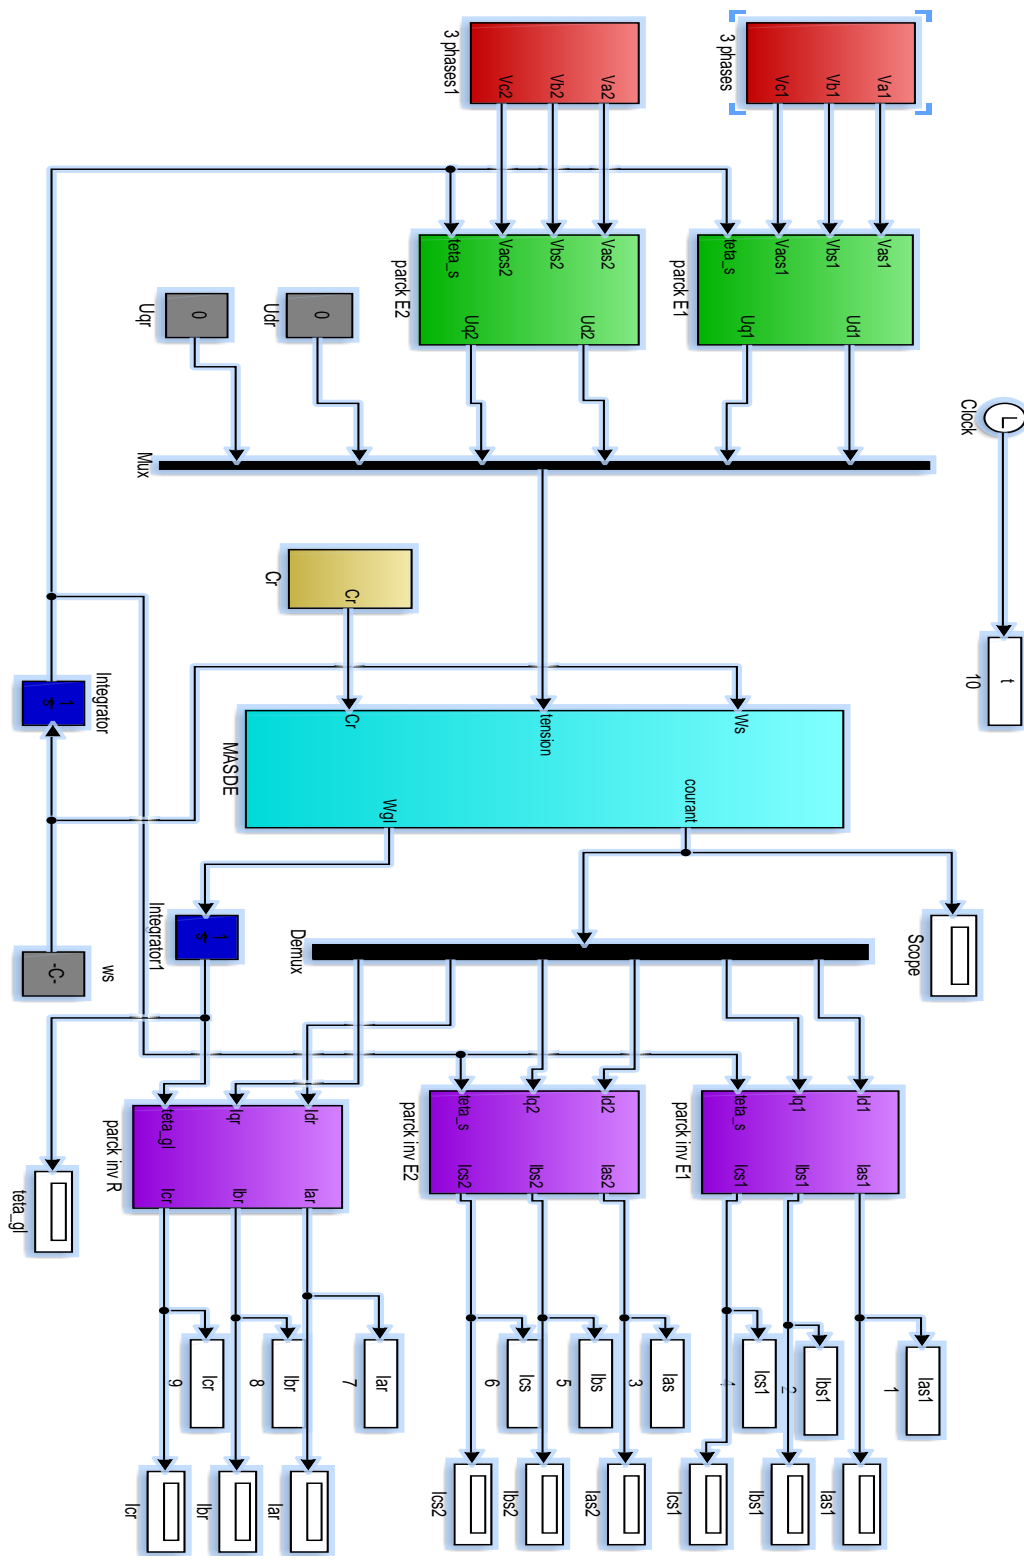 Clock
t
10
Va1
Vb1
Vc1
3 phases
Vas1
Vbs1
Vacs1
teta_s
Ud1
Uq1
parck E1
Va2
Vb2
Vc2
3 phases1
Vas2
Vbs2
Vacs2
teta_s
Ud2
Uq2
parck E2
0
Udr
0
Uqr
Mux
Cr
Cr
Ws
tension
Cr
courant
Wgl
MASDE
Integrator
1
s
ws
-C-
1
s
Integrator1
Scope
Demux
Id1
Iq1
teta_s
Ias1
Ibs1
Ics1
parck inv E1
Id2
Iq2
teta_s
Ias2
Ibs2
Ics2
parck inv E2
Idr
Iqr
teta_gl
Iar
Ibr
Icr
parck inv R
teta_gl
Ias1
1
Ibs1
2
Ics1
4
Ias
3
Ibs
5
Ics
6
Iar
7
Ibr
8
Icr
9
Ias1
Ibs1
Ics1
Ias2
Ibs2
Ics2
Iar
Ibr
Icr